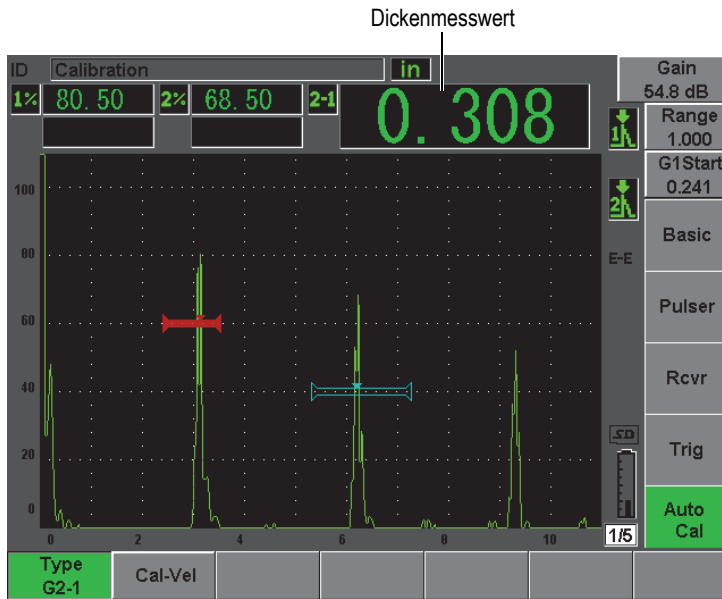 Dickenmesswert
ID Calibration in
1% 80.50 2% 68.50 2-1 0.308
Gain
54.8 dB
Range
1.000
G1Start
0.241
Basic
Pulser
Rcvr
Trig
Auto
Cal
1
2
E-E
SD
1/5
100
80
60
40
20
0
0 2 4 6 8 10
Type
G2-1
Cal-Vel